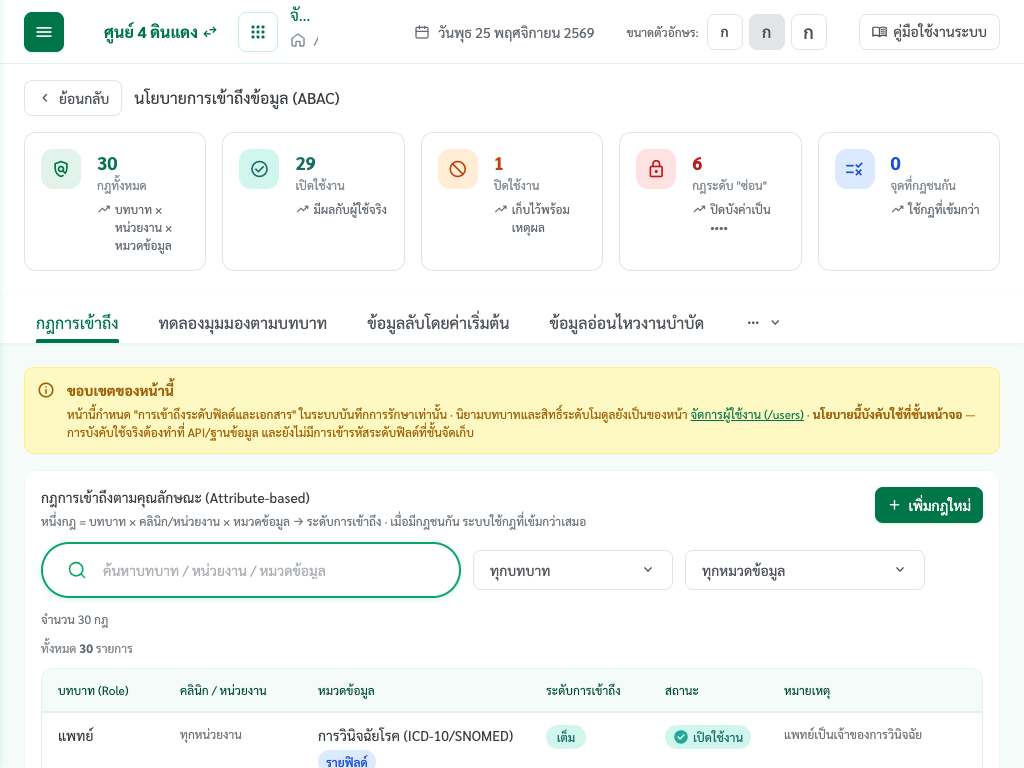 ศูนย์ 4 ดินแดง
จั...
/
วันพุธ 25 พฤศจิกายน 2569
ขนาดตัวอักษร:
ก
ก
ก
คู่มือใช้งานระบบ
ย้อนกลับ
นโยบายการเข้าถึงข้อมูล (ABAC)
30
กฎทั้งหมด
บทบาท ×
หน่วยงาน ×
หมวดข้อมูล
29
เปิดใช้งาน
มีผลกับผู้ใช้จริง
1
ปิดใช้งาน
เก็บไว้พร้อม
เหตุผล
6
กฎระดับ "ซ่อน"
ปิดบังค่าเป็น
••••
0
จุดที่กฎชนกัน
ใช้กฎที่เข้มกว่า
กฎการเข้าถึง
ทดลองมุมมองตามบทบาท
ข้อมูลลับโดยค่าเริ่มต้น
ข้อมูลอ่อนไหวงานบำบัด
...
ขอบเขตของหน้านี้
หน้านี้กำหนด "การเข้าถึงระดับฟิลด์และเอกสาร" ในระบบบันทึกการรักษาเท่านั้น · นิยามบทบาทและสิทธิ์ระดับโมดูลยังเป็นของหน้า จัดการผู้ใช้งาน (/users) · นโยบายนี้บังคับใช้ที่ชั้นหน้าจอ —
การบังคับใช้จริงต้องทำที่ API/ฐานข้อมูล และยังไม่มีการเข้ารหัสระดับฟิลด์ที่ชั้นจัดเก็บ
กฎการเข้าถึงตามคุณลักษณะ (Attribute-based)
หนึ่งกฎ = บทบาท × คลินิก/หน่วยงาน × หมวดข้อมูล → ระดับการเข้าถึง · เมื่อมีกฎชนกัน ระบบใช้กฎที่เข้มกว่าเสมอ
+ เพิ่มกฎใหม่
ค้นหาบทบาท / หน่วยงาน / หมวดข้อมูล
ทุกบทบาท
ทุกหมวดข้อมูล
จำนวน 30 กฎ
ทั้งหมด 30 รายการ
บทบาท (Role)
คลินิก / หน่วยงาน
หมวดข้อมูล
ระดับการเข้าถึง
สถานะ
หมายเหตุ
แพทย์
ทุกหน่วยงาน
การวินิจฉัยโรค (ICD-10/SNOMED)
เต็ม
เปิดใช้งาน
แพทย์เป็นเจ้าของการวินิจฉัย
รายฟิลด์